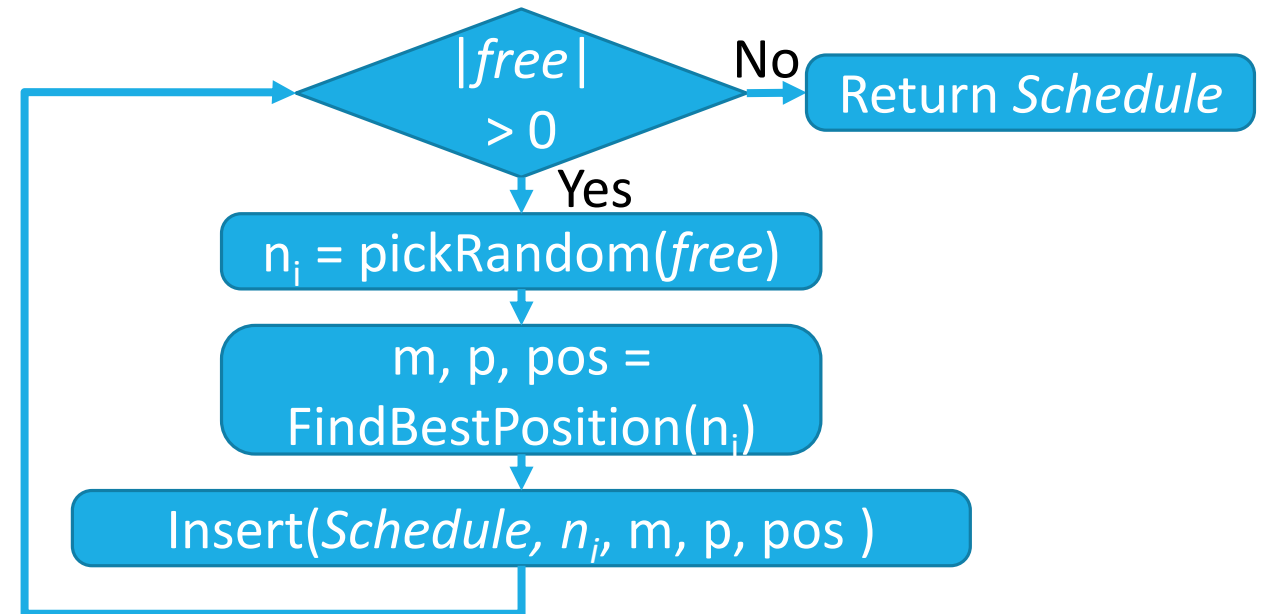 |free|
> 0
No
Return Schedule
Yes
nᵢ = pickRandom(free)
m, p, pos =
FindBestPosition(nᵢ)
Insert(Schedule, nᵢ, m, p, pos )